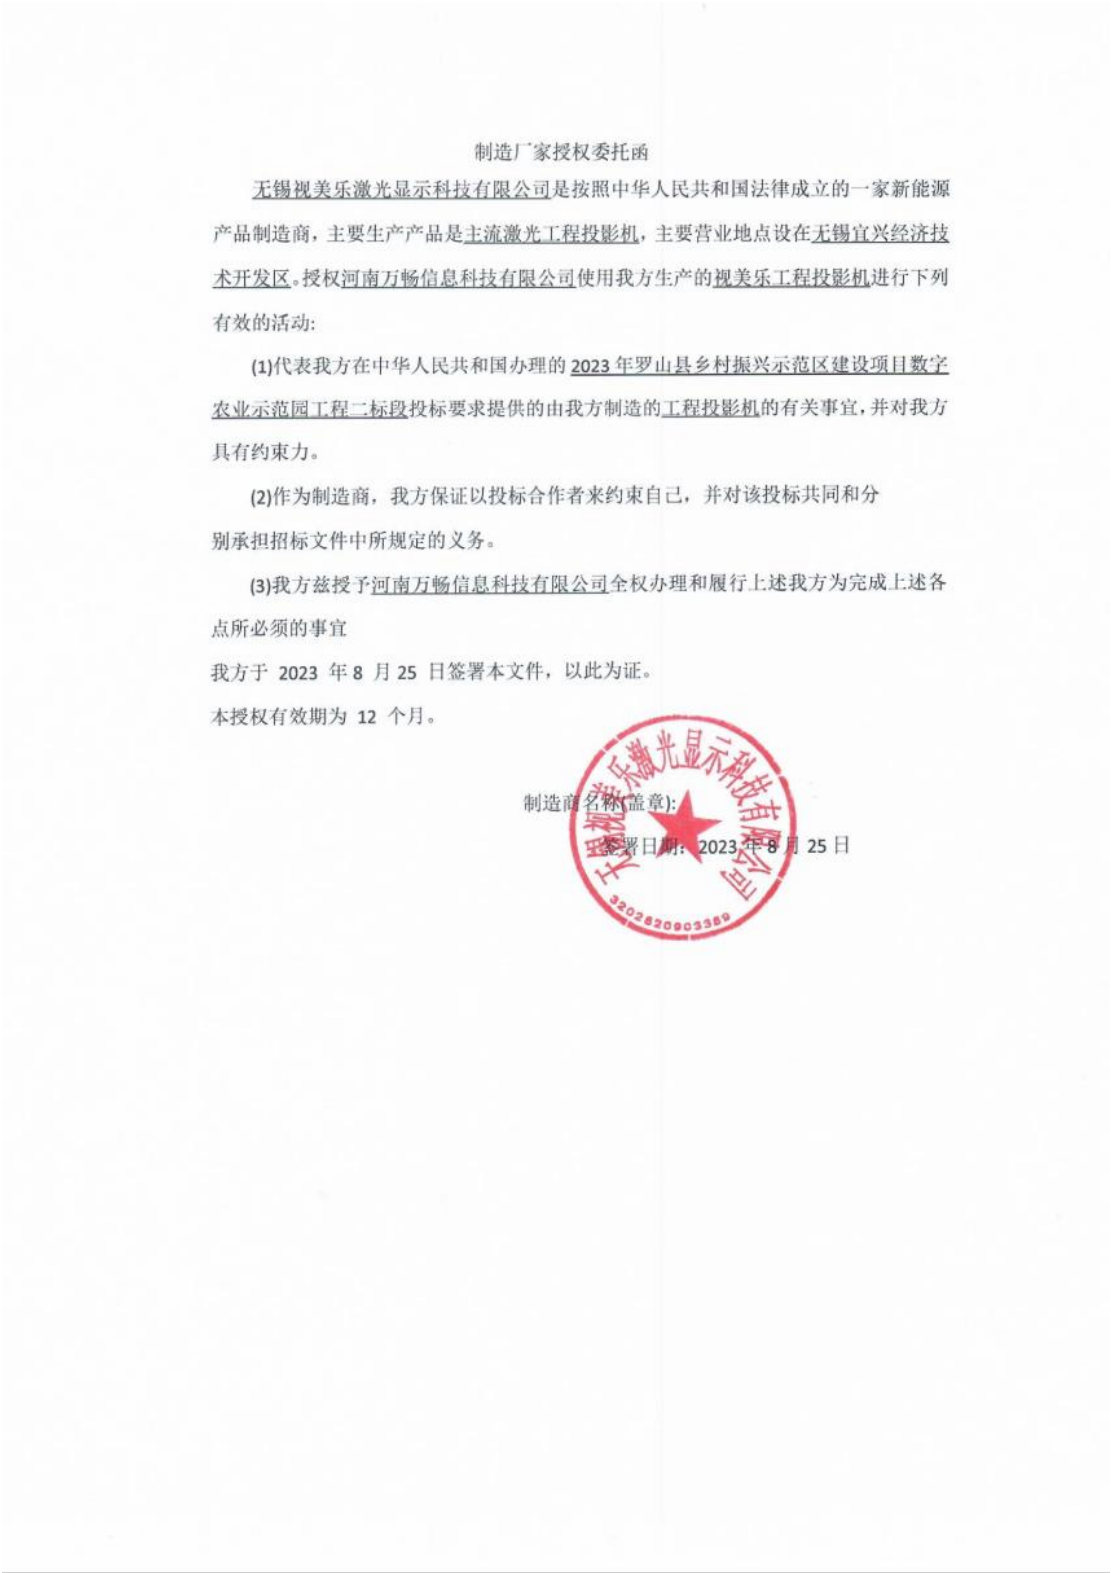 制造厂家授权委托函
无锡视美乐激光显示科技有限公司是按照中华人民共和国法律成立的一家新能源
产品制造商，主要生产产品是主流激光工程投影机，主要营业地点设在无锡宜兴经济技
术开发区。授权河南万畅信息科技有限公司使用我方生产的视美乐工程投影机进行下列
有效的活动:
(1)代表我方在中华人民共和国办理的 2023 年罗山县乡村振兴示范区建设项目数字
农业示范园工程二标段投标要求提供的由我方制造的工程投影机的有关事宜，并对我方
具有约束力。
(2)作为制造商，我方保证以投标合作者来约束自己，并对该投标共同和分
别承担招标文件中所规定的义务。
(3)我方兹授予河南万畅信息科技有限公司全权办理和履行上述我方为完成上述各
点所必须的事宜
我方于 2023 年 8 月 25 日签署本文件，以此为证。
本授权有效期为 12 个月。
制造商名称(盖章):
签署日期：2023 年 8 月 25 日
无锡视美乐激光显示科技有限公司
3202820903389